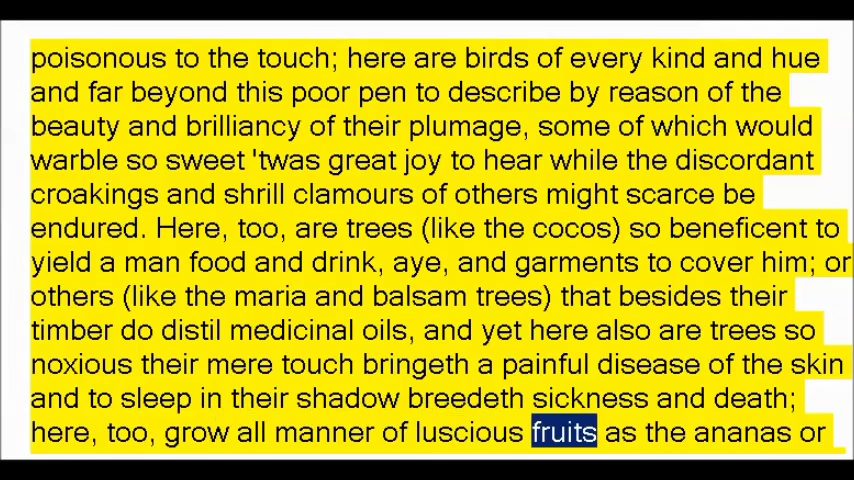 poisonous to the touch; here are birds of every kind and hue
and far beyond this poor pen to describe by reason of the
beauty and brilliancy of their plumage, some of which would
warble so sweet 'twas great joy to hear while the discordant
croakings and shrill clamours of others might scarce be
endured. Here, too, are trees (like the cocos) so beneficent to
yield a man food and drink, aye, and garments to cover him; or
others (like the maria and balsam trees) that besides their
timber do distil medicinal oils, and yet here also are trees so
noxious their mere touch bringeth a painful disease of the skin
and to sleep in their shadow breedeth sickness and death;
here, too, grow all manner of luscious fruits as the ananas or